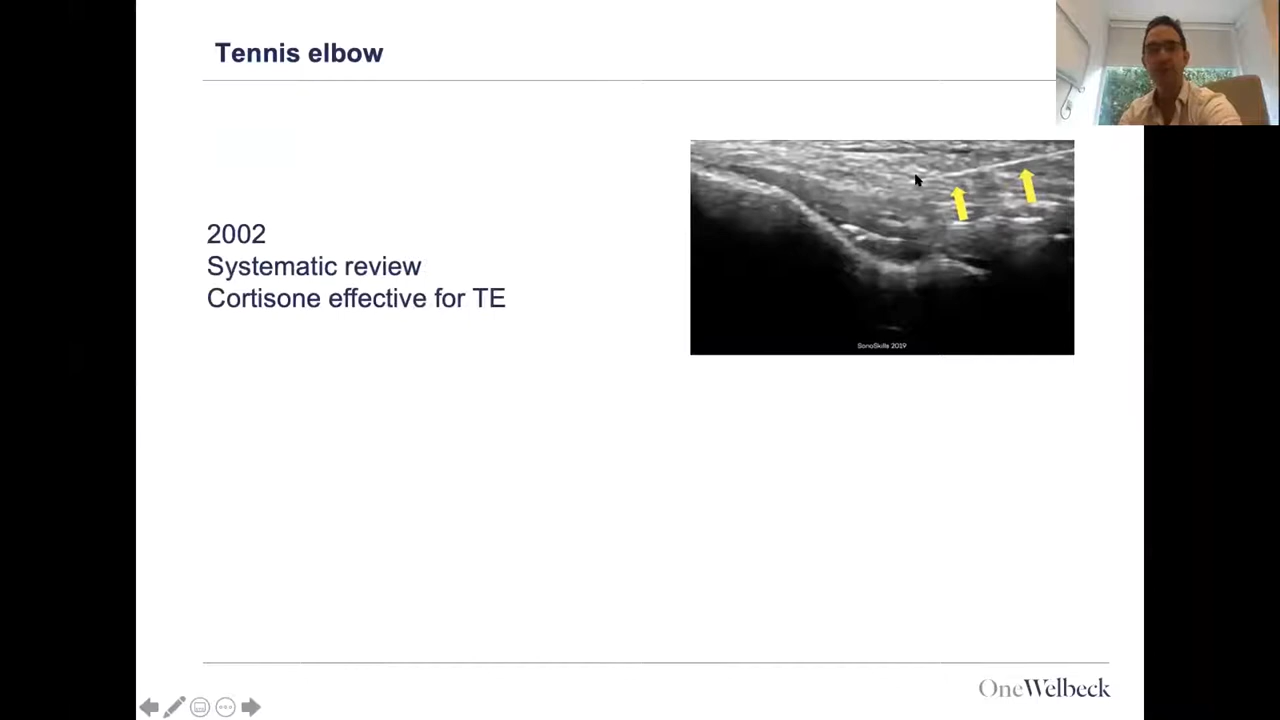 Tennis elbow
2002
Systematic review
Cortisone effective for TE
SonoSkills 2019
OneWelbeck